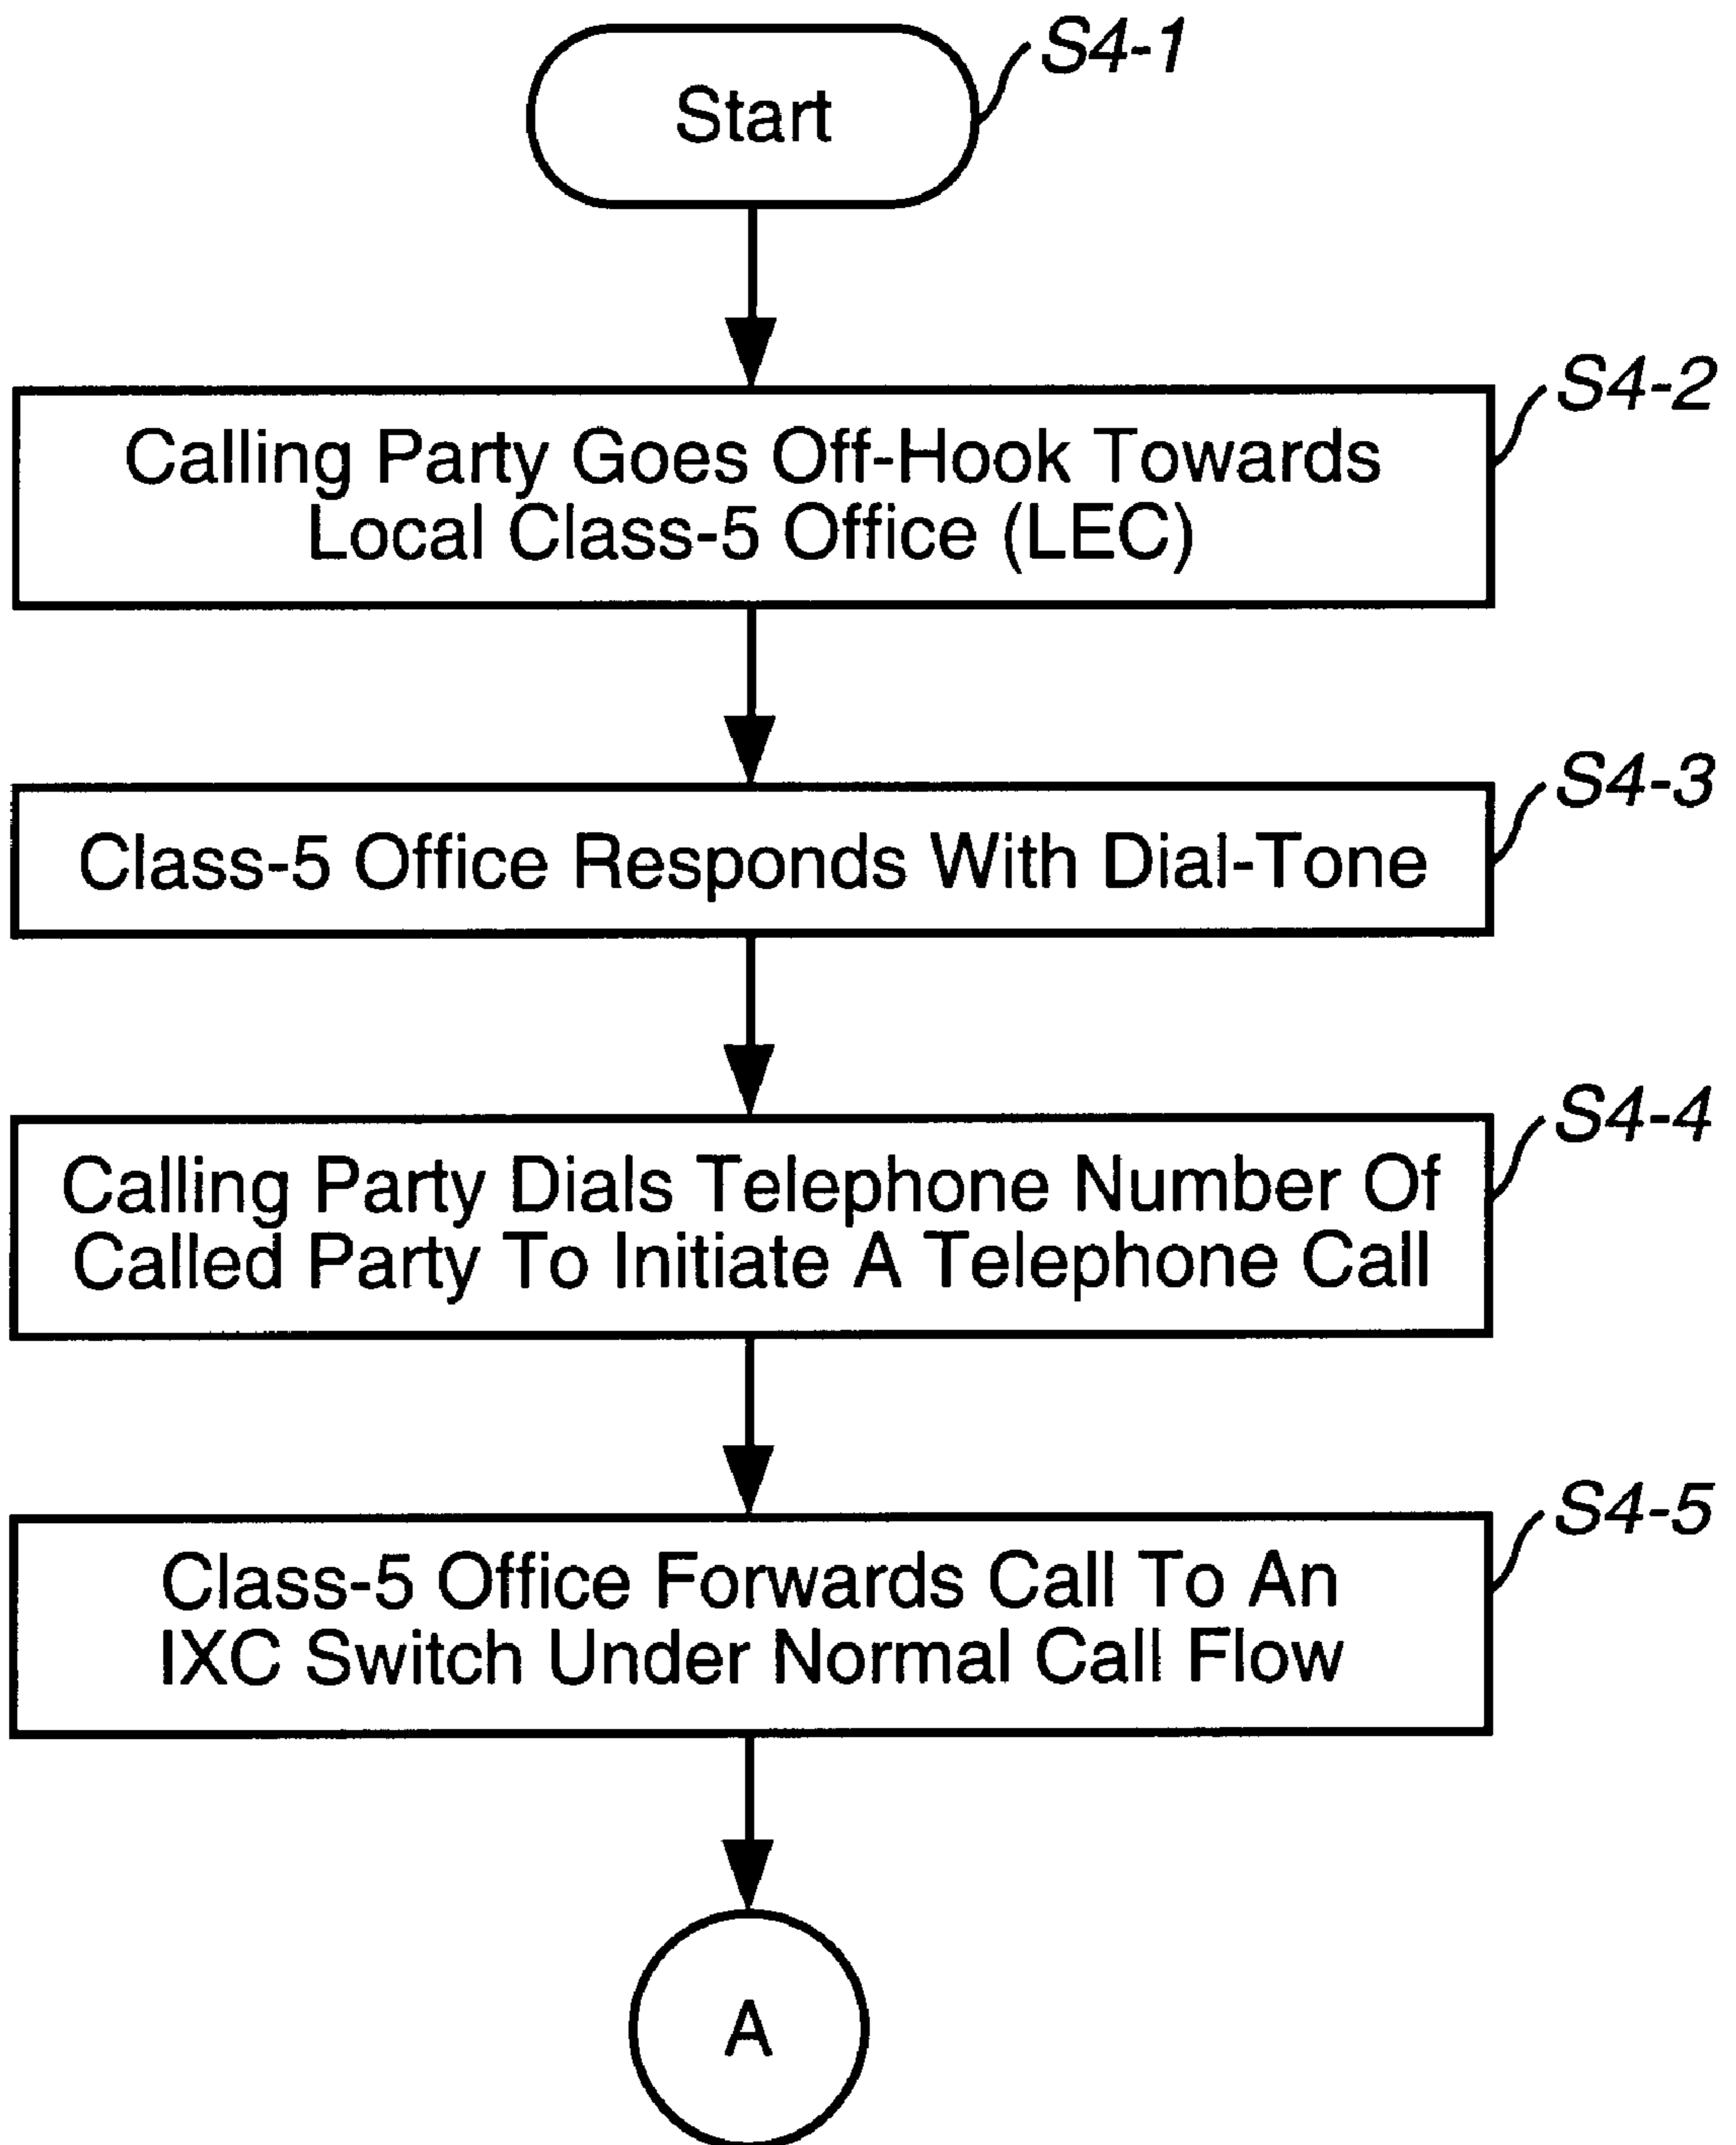 Start
S4-1
Calling Party Goes Off-Hook Towards
Local Class-5 Office (LEC)
S4-2
Class-5 Office Responds With Dial-Tone
S4-3
Calling Party Dials Telephone Number Of
Called Party To Initiate A Telephone Call
S4-4
Class-5 Office Forwards Call To An
IXC Switch Under Normal Call Flow
S4-5
A